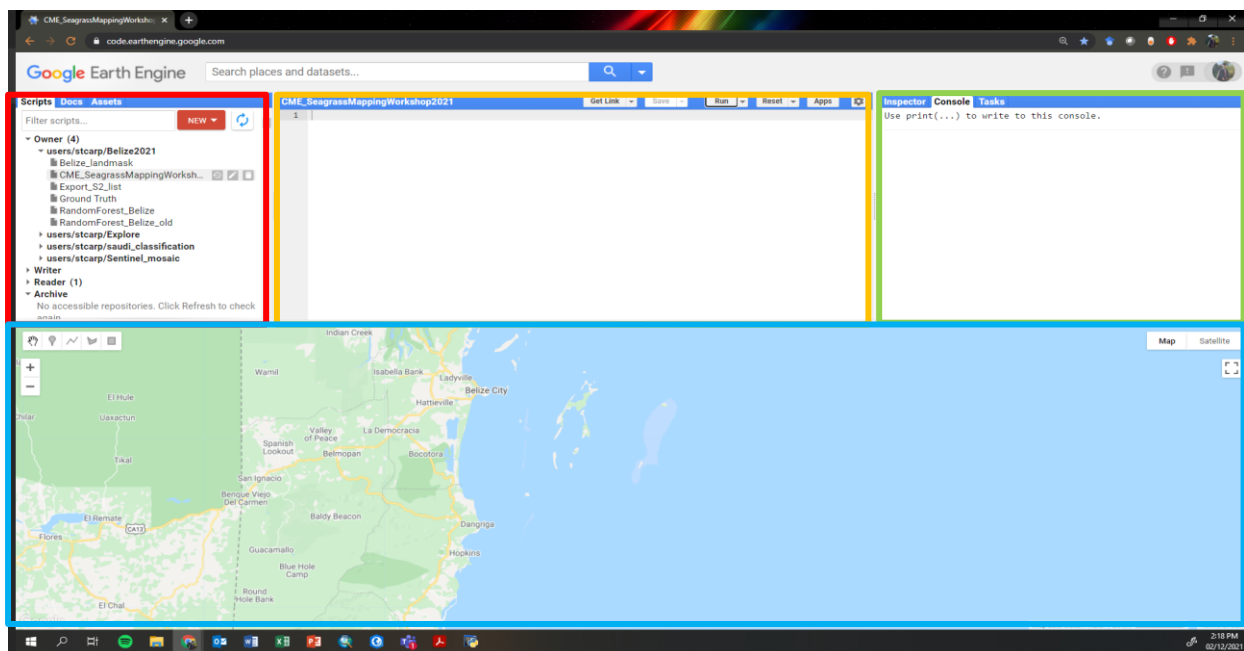 CME_SeagrassMappingWorksho
code.earthengine.google.com
Google Earth Engine
Search places and datasets...
Scripts Docs Assets
Filter scripts...
NEW
Owner (4)
users/stcarp/Belize2021
Belize_landmask
CME_SeagrassMappingWorksh...
Export_S2_list
Ground Truth
RandomForest_Belize
RandomForest_Belize_old
users/stcarp/Explore
users/stcarp/saudi_classification
users/stcarp/Sentinel_mosaic
Writer
Reader (1)
Archive
No accessible repositories. Click Refresh to check
again.
CME_SeagrassMappingWorkshop2021
Get Link Save Run Reset Apps
1
Inspector Console Tasks
Use print(...) to write to this console.
Map Satellite
Indian Creek
Wamil
Isabella Bank
Ladyville
Belize City
Hattieville
El Hule
Uaxactun
Valley
of Peace
La Democracia
Spanish
Lookout
Belmopan
Bocotora
Tikal
San Ignacio
Benque Viejo
Del Carmen
El Remate
CA13
Flores
Baldy Beacon
Dangriga
Guacamallo
Hopkins
Blue Hole
Camp
Round
Hole Bank
El Chal
2:18 PM
02/12/2021